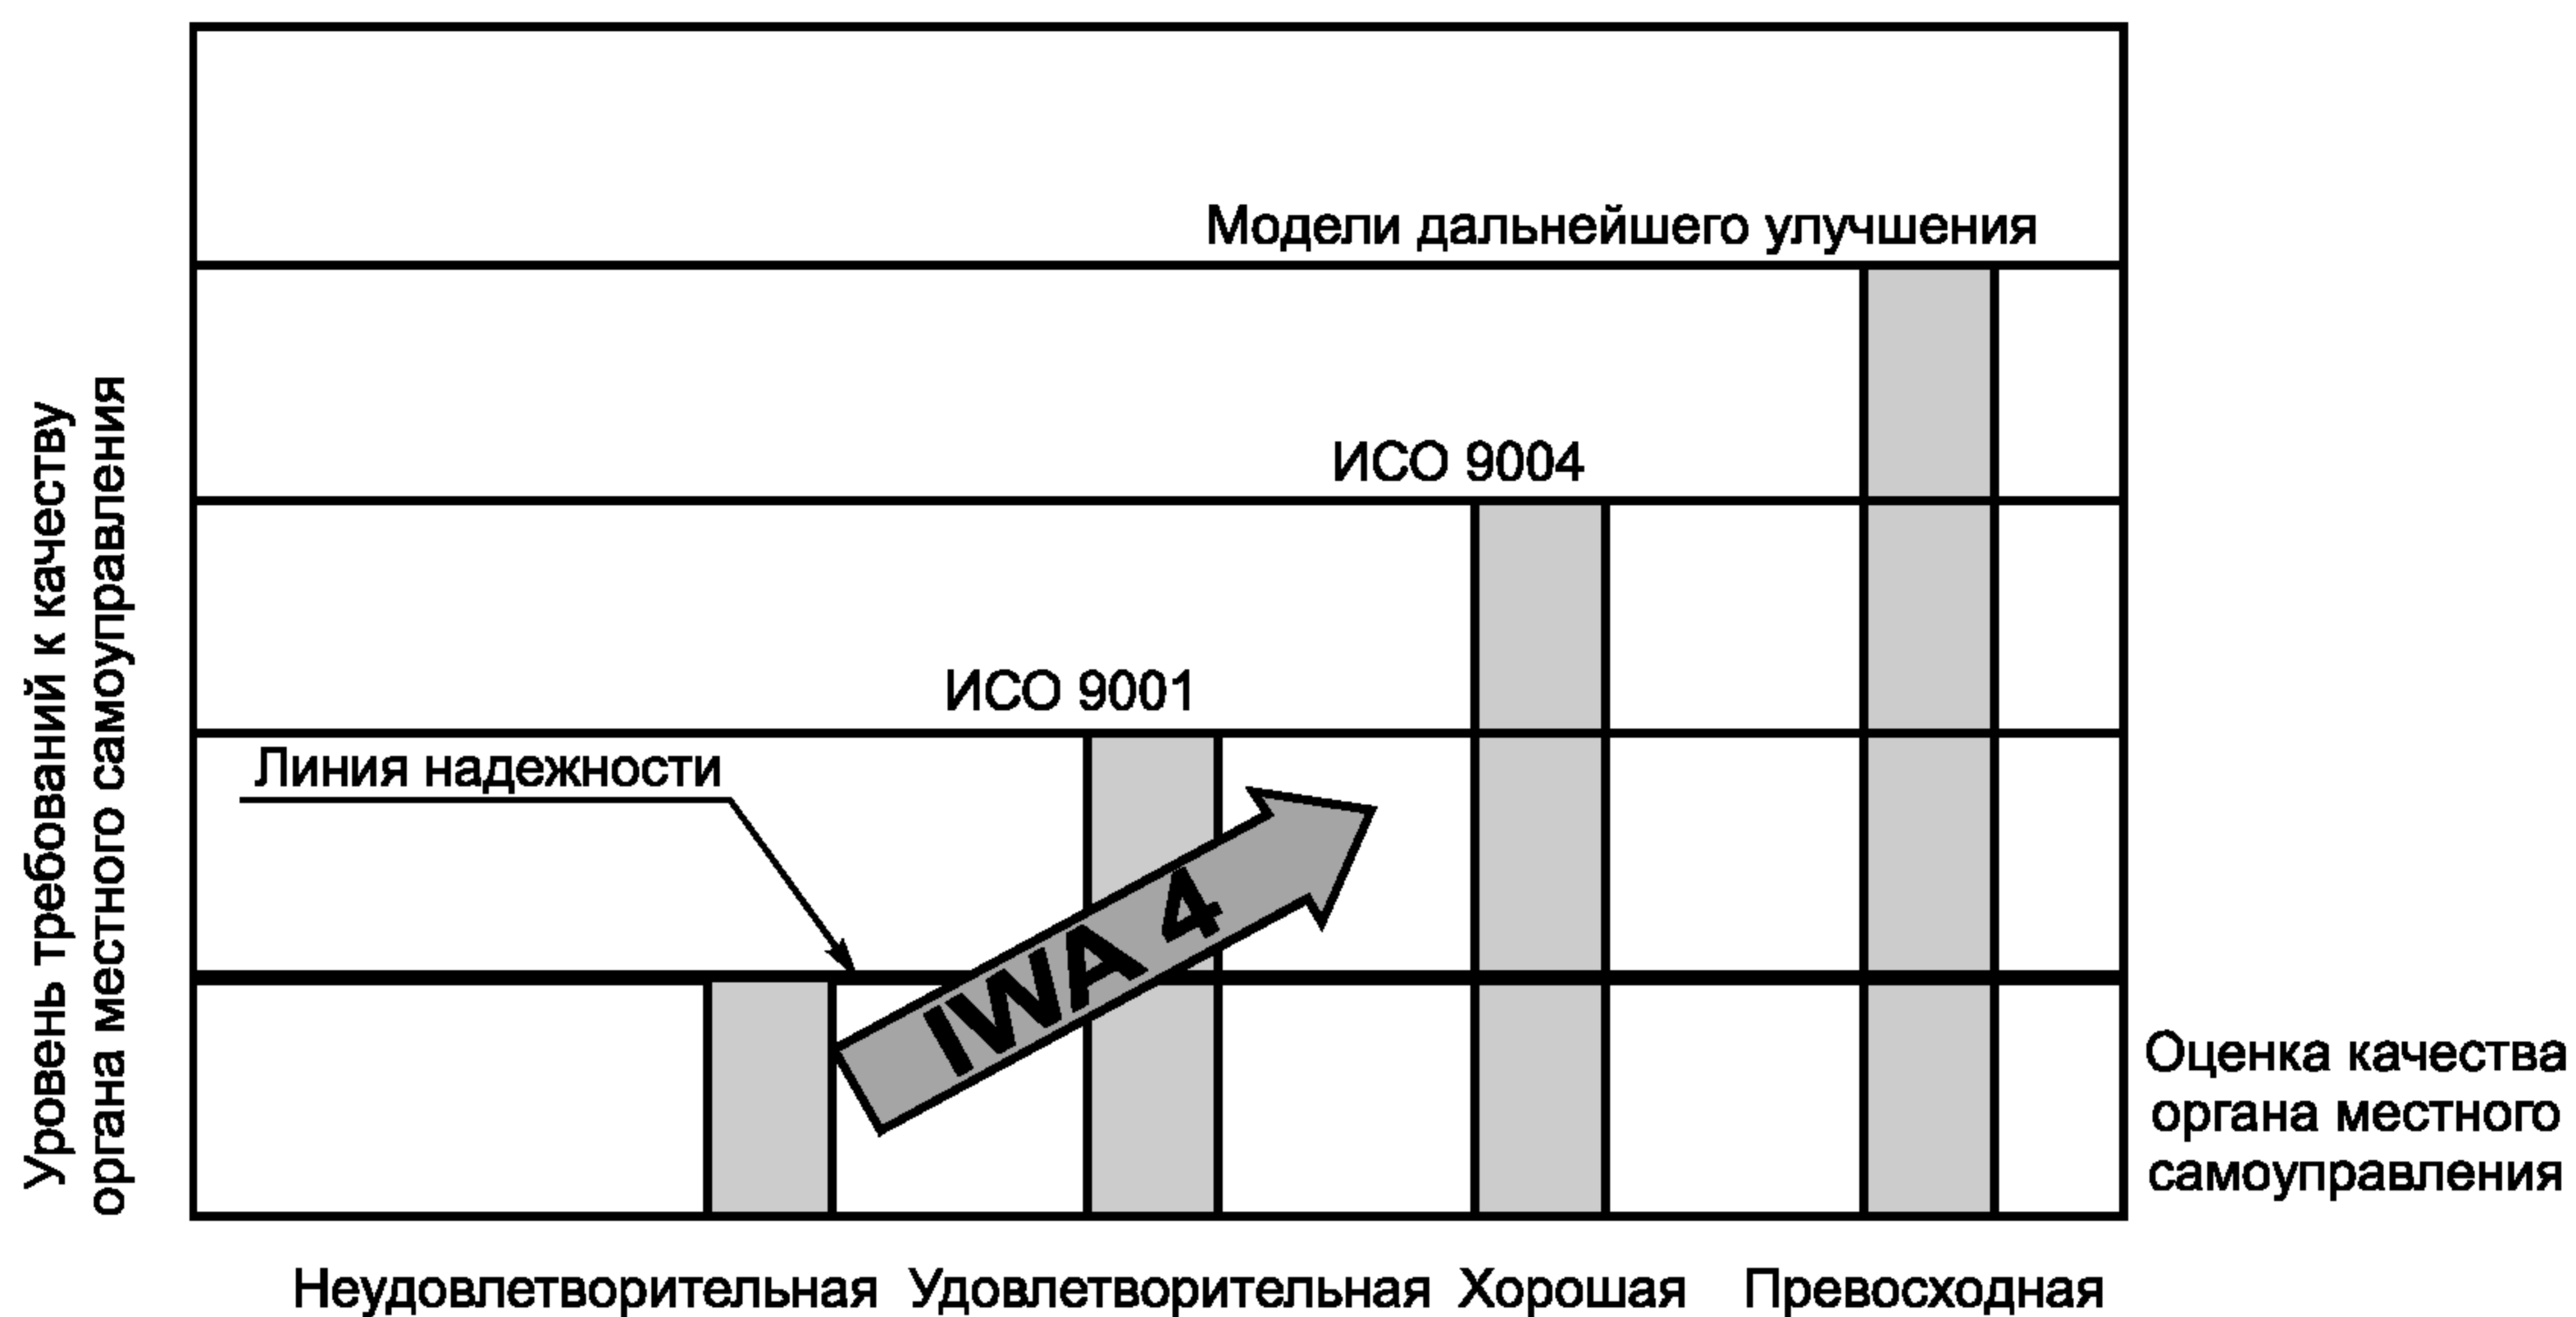 Модели дальнейшего улучшения
ИСО 9004
ИСО 9001
Линия надежности
IWA 4
Уровень требований к качеству
органа местного самоуправления
Оценка качества
органа местного
самоуправления
Неудовлетворительная Удовлетворительная Хорошая Превосходная